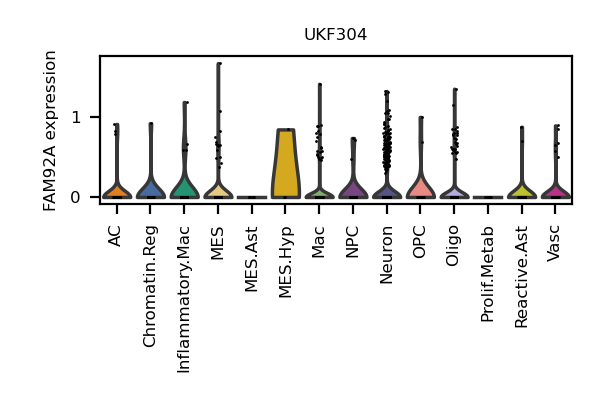 UKF304
FAM92A expression
1
0
AC
Chromatin.Reg
Inflammatory.Mac
MES
MES.Ast
MES.Hyp
Mac
NPC
Neuron
OPC
Oligo
Prolif.Metab
Reactive.Ast
Vasc